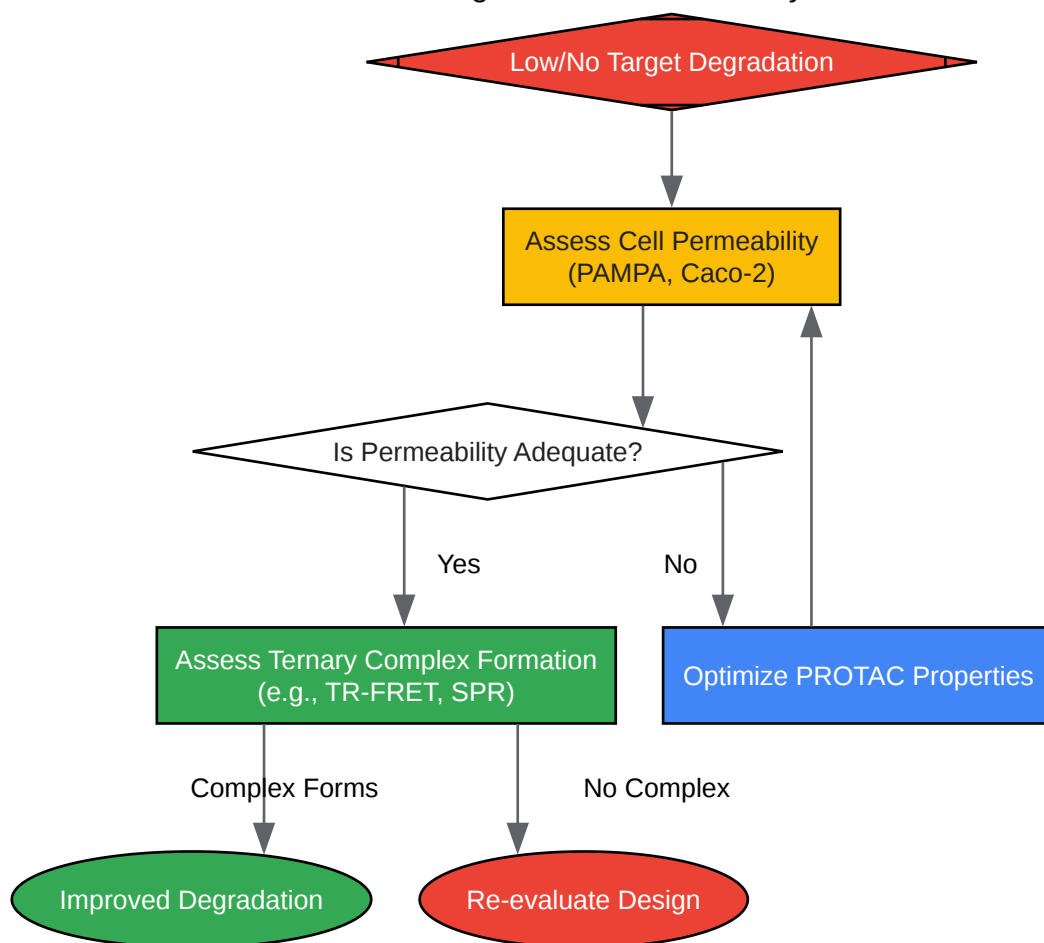 Low/No Target Degradation
Assess Cell Permeability
(PAMPA, Caco-2)
Is Permeability Adequate?
Yes
No
Assess Ternary Complex Formation
(e.g., TR-FRET, SPR)
Optimize PROTAC Properties
Complex Forms
No Complex
Improved Degradation
Re-evaluate Design